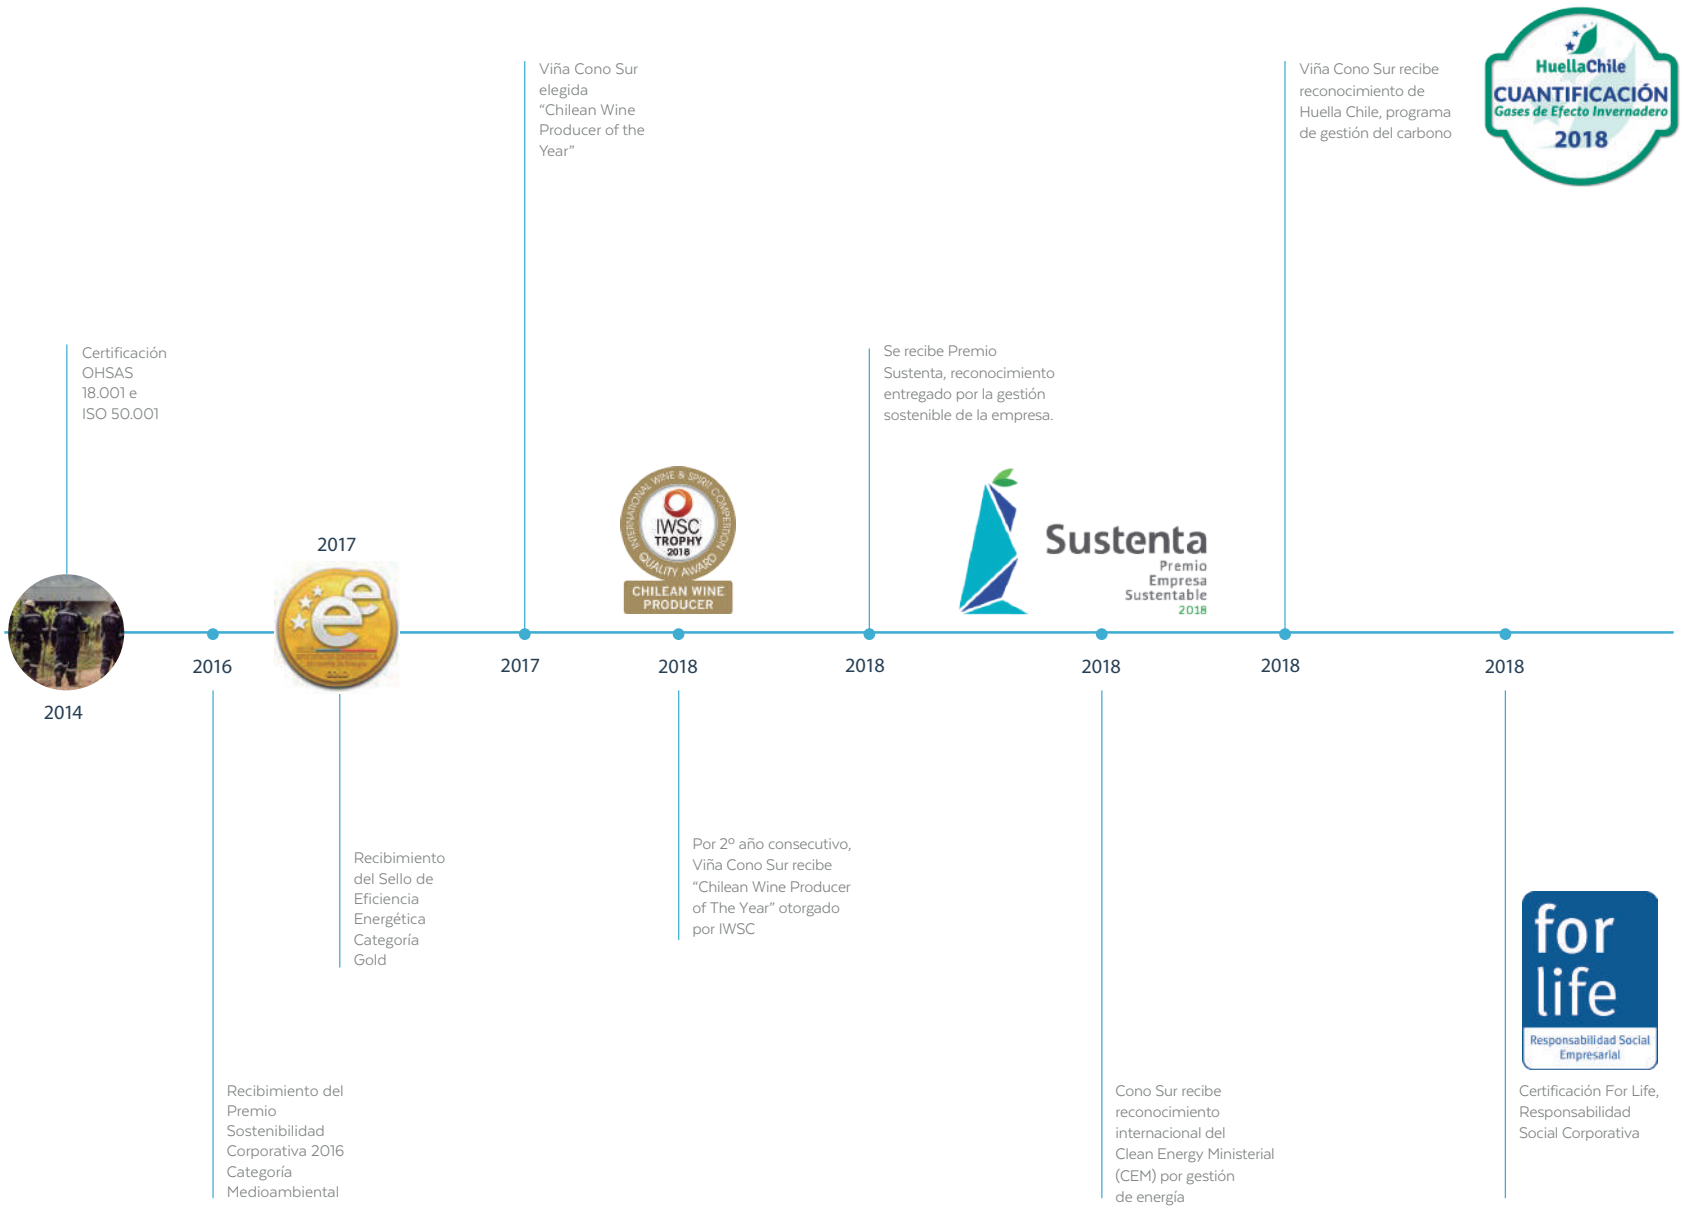 Viña Cono Sur
elegida
“Chilean Wine
Producer of the
Year”
Viña Cono Sur recibe
reconocimiento de
Huella Chile, programa
de gestión del carbono
HuellaChile
CUANTIFICACIÓN
Gases de Efecto Invernadero
2018
Certificación
OHSAS
18.001 e
ISO 50.001
Se recibe Premio
Sustenta, reconocimiento
entregado por la gestión
sostenible de la empresa.
INTERNATIONAL WINE & SPIRIT COMPETITION
IWSC
TROPHY
2018
QUALITY AWARD
CHILEAN WINE
PRODUCER
Sustenta
Premio
Empresa
Sustentable
2018
2017
ee
GOLD
2014
2016
2017
2018
2018
2018
2018
2018
Recibimiento
del Sello de
Eficiencia
Energética
Categoría
Gold
Por 2º año consecutivo,
Viña Cono Sur recibe
“Chilean Wine Producer
of The Year” otorgado
por IWSC
for
life
Responsabilidad Social
Empresarial
Recibimiento del
Premio
Sostenibilidad
Corporativa 2016
Categoría
Medioambiental
Cono Sur recibe
reconocimiento
internacional del
Clean Energy Ministerial
(CEM) por gestión
de energía
Certificación For Life,
Responsabilidad
Social Corporativa